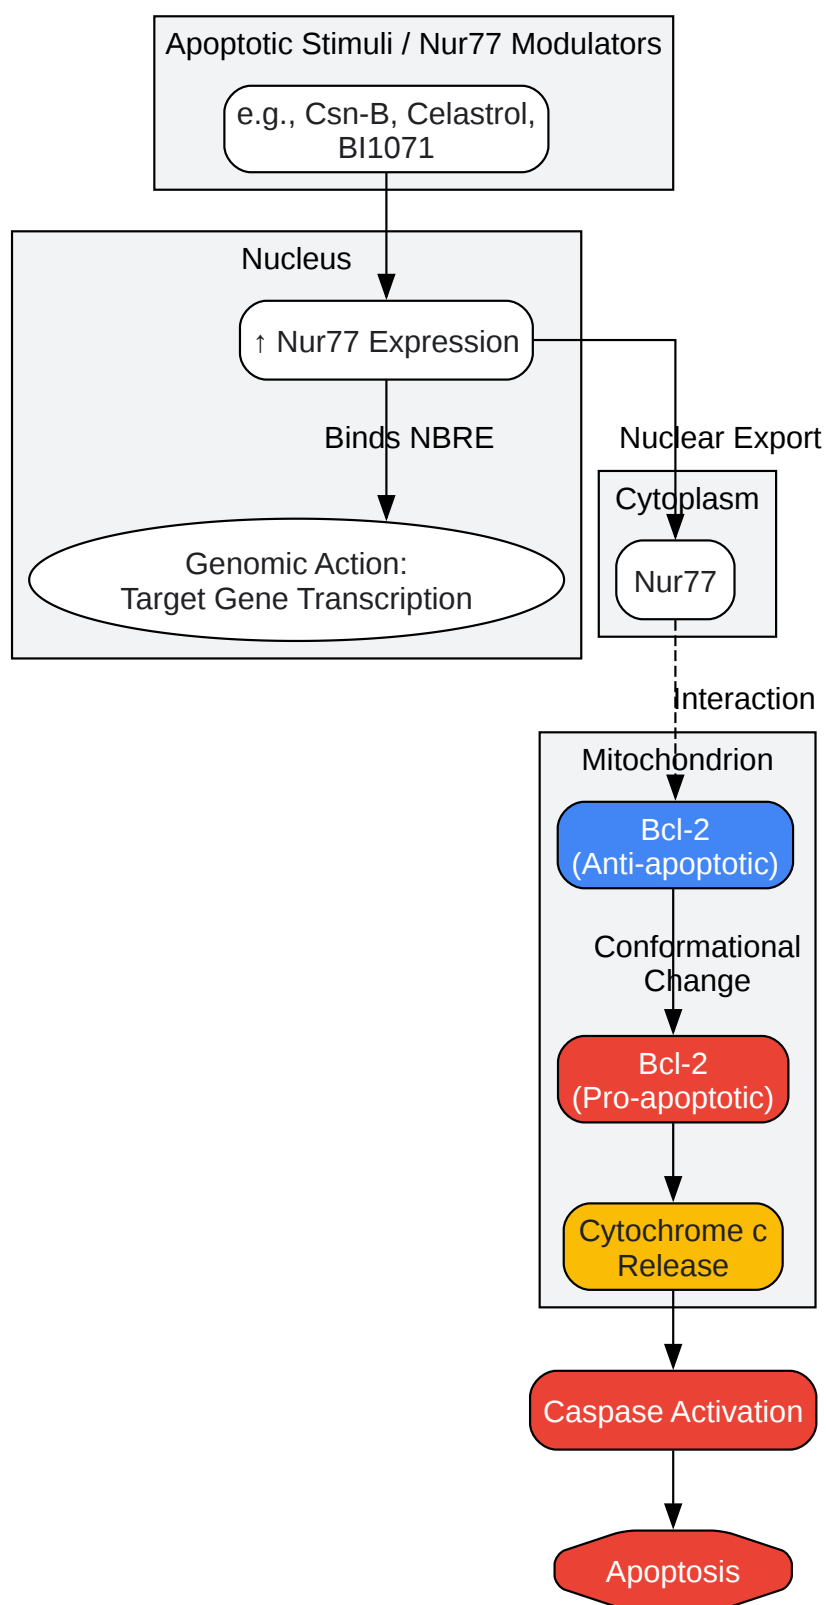 Apoptotic Stimuli / Nur77 Modulators
e.g., Csn-B, Celastrol,
BI1071
Nucleus
↑ Nur77 Expression
Binds NBRE
Nuclear Export
Cytoplasm
Genomic Action:
Target Gene Transcription
Nur77
Interaction
Mitochondrion
Bcl-2
(Anti-apoptotic)
Conformational
Change
Bcl-2
(Pro-apoptotic)
Cytochrome c
Release
Caspase Activation
Apoptosis